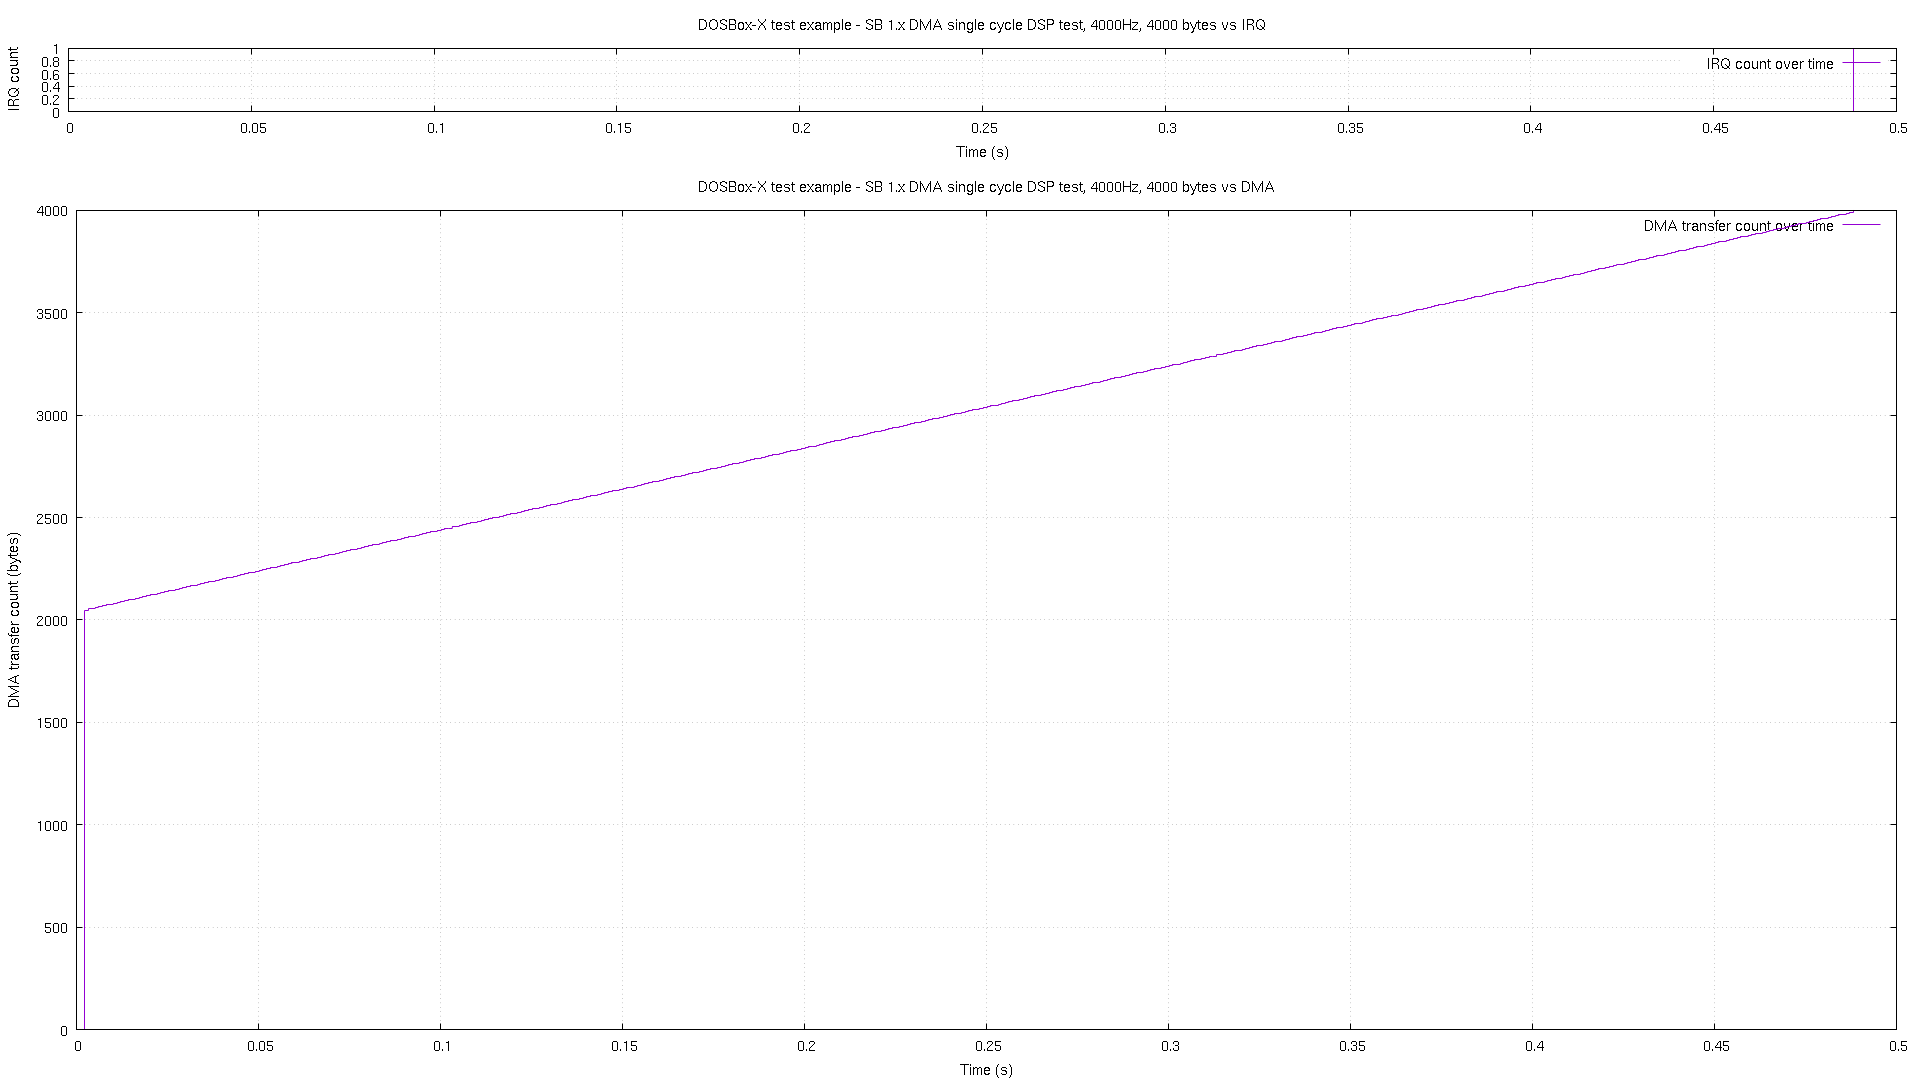 DOSBox-X test example - SB 1.x DMA single cycle DSP test, 4000Hz, 4000 bytes vs IRQ
IRQ count
1
0.8
0.6
0.4
0.2
0
IRQ count over time
0 0.05 0.1 0.15 0.2 0.25 0.3 0.35 0.4 0.45 0.5
Time (s)
DOSBox-X test example - SB 1.x DMA single cycle DSP test, 4000Hz, 4000 bytes vs DMA
DMA transfer count (bytes)
4000
DMA transfer count over time
3500
3000
2500
2000
1500
1000
500
0
0 0.05 0.1 0.15 0.2 0.25 0.3 0.35 0.4 0.45 0.5
Time (s)